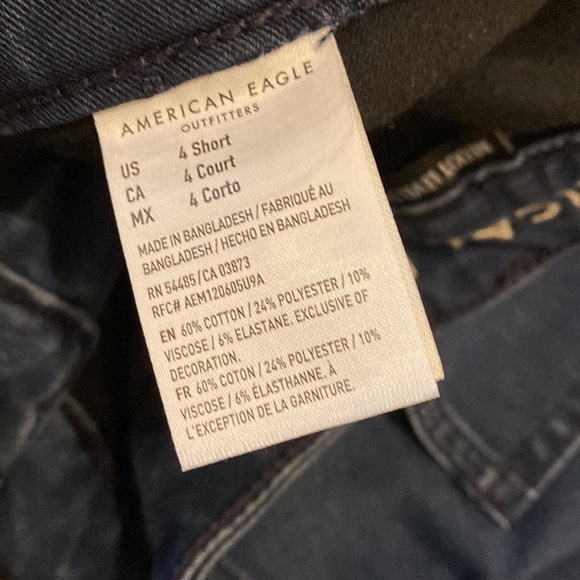 AMERICAN EAGLE
OUTFITTERS
US 4 Short
CA 4 Court
MX 4 Corto
MADE IN BANGLADESH / FABRIQUÉ AU
BANGLADESH / HECHO EN BANGLADESH
RN 54485 / CA 03873
RFC# AEM120605U9A
EN 60% COTTON / 24% POLYESTER / 10%
VISCOSE / 6% ELASTANE. EXCLUSIVE OF
DECORATION.
FR 60% COTON / 24% POLYESTER / 10%
VISCOSE / 6% ÉLASTHANNE. À
L'EXCEPTION DE LA GARNITURE.